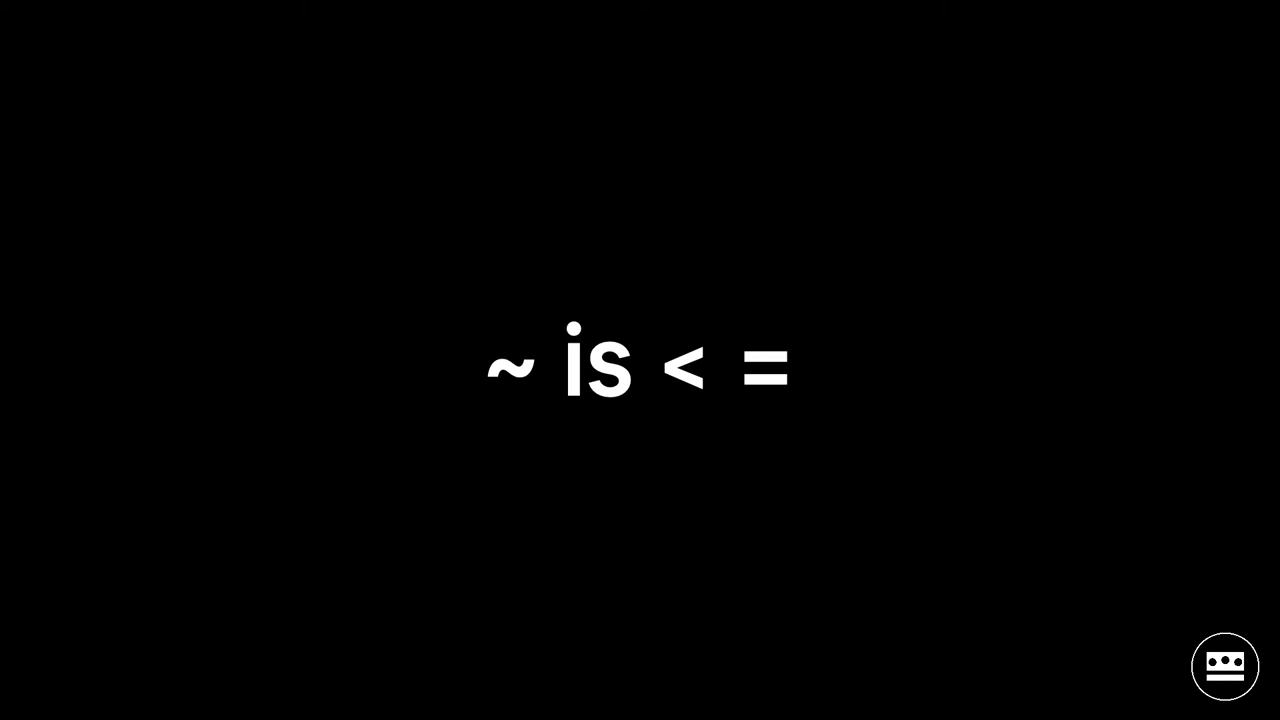 ~ is < =